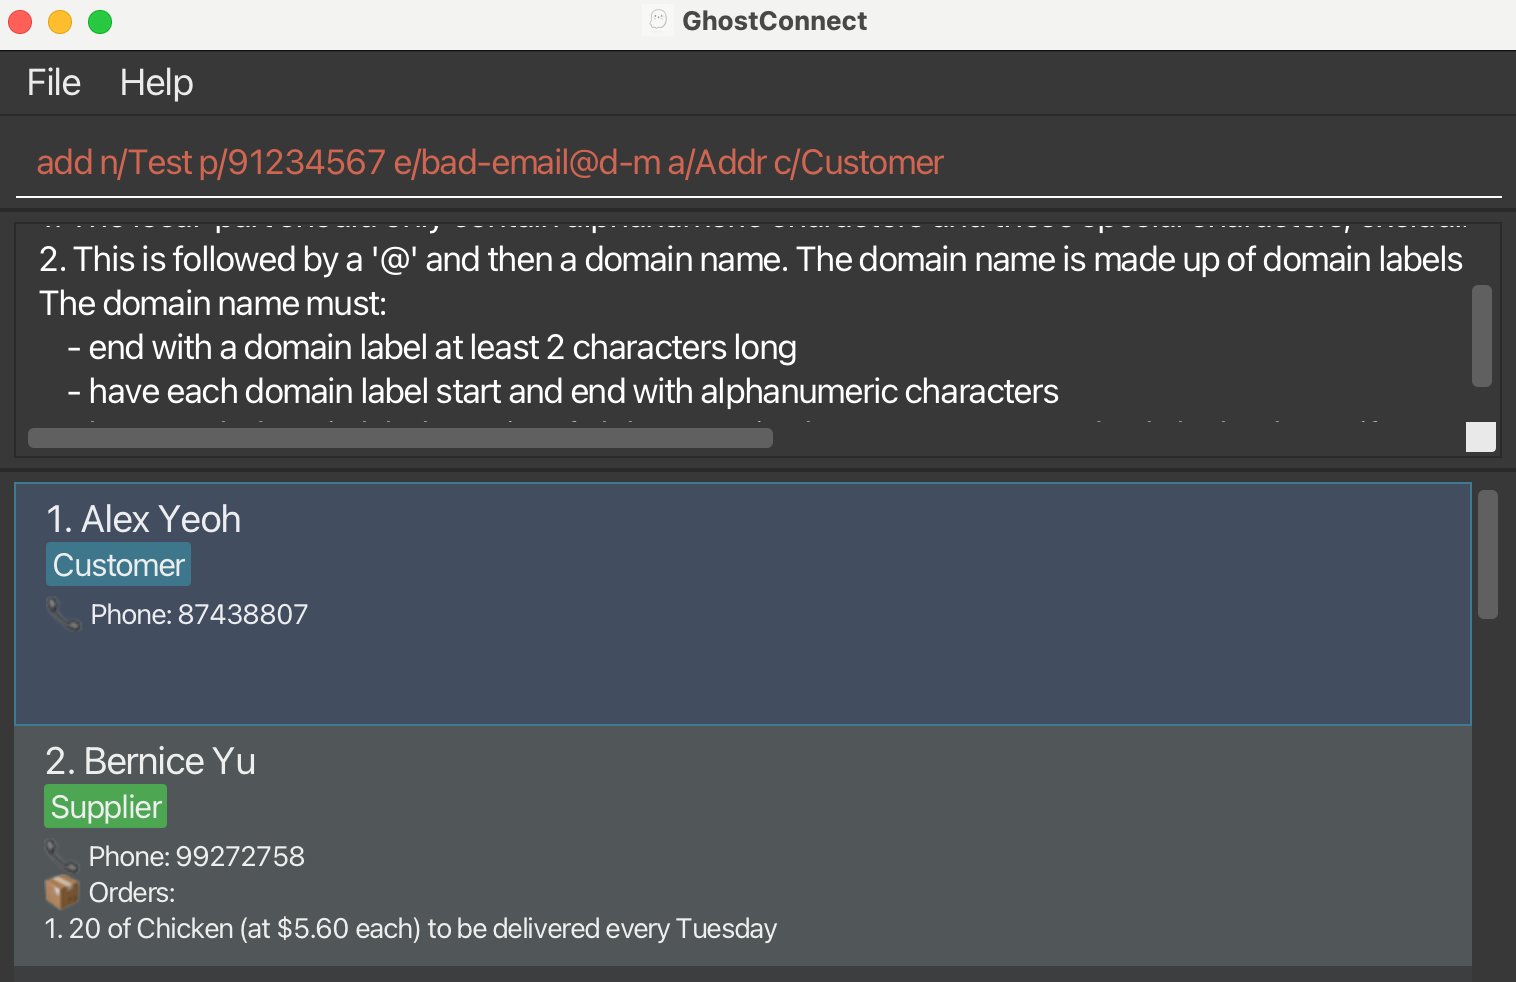 GhostConnect
File Help
add n/Test p/91234567 e/bad-email@d-m a/Addr c/Customer
2. This is followed by a '@' and then a domain name. The domain name is made up of domain labels
The domain name must:
- end with a domain label at least 2 characters long
- have each domain label start and end with alphanumeric characters
1. Alex Yeoh
Customer
Phone: 87438807
2. Bernice Yu
Supplier
Phone: 99272758
Orders:
1. 20 of Chicken (at $5.60 each) to be delivered every Tuesday